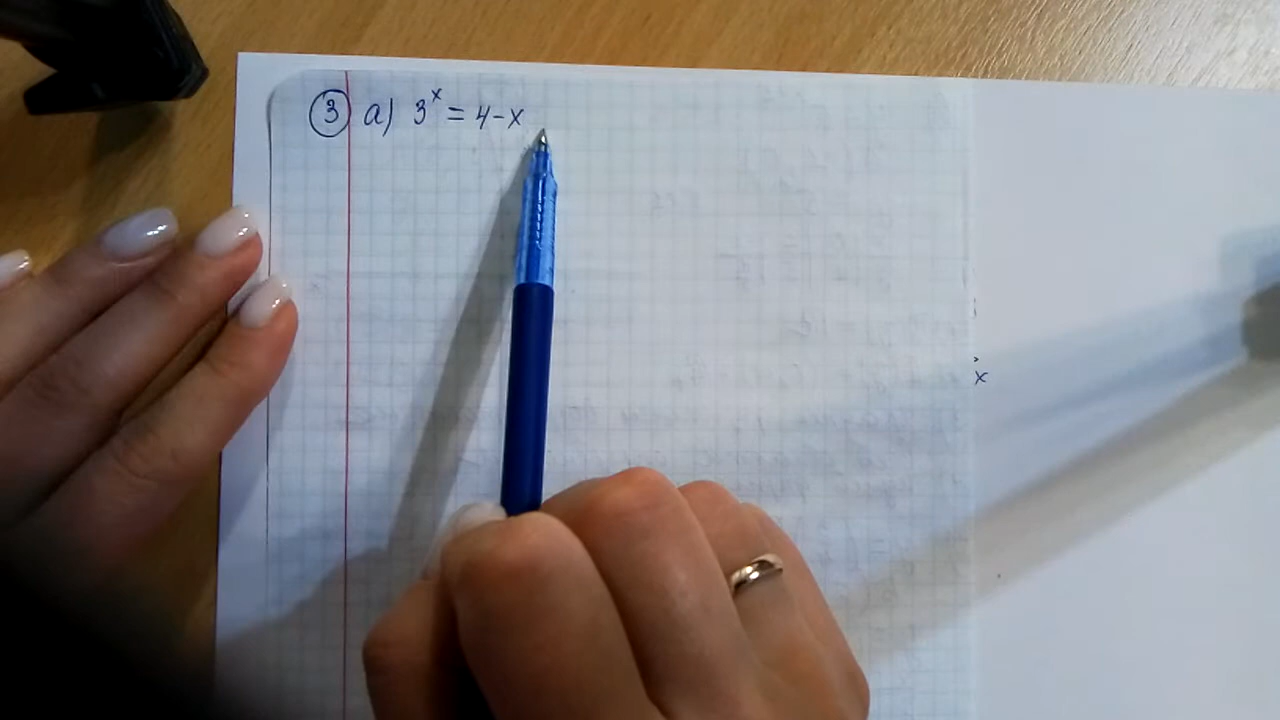 ③ a) 3ˣ = 4-x
x